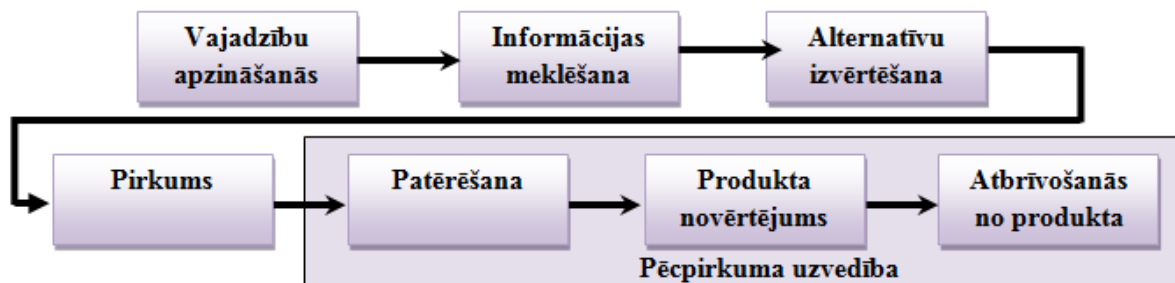 Vajadzību
apzināšanās
Informācijas
meklēšana
Alternatīvu
izvērtēšana
Pirkums
Patērēšana
Produkta
novērtējums
Atbrīvošanās
no produkta
Pēcpirkuma uzvedība